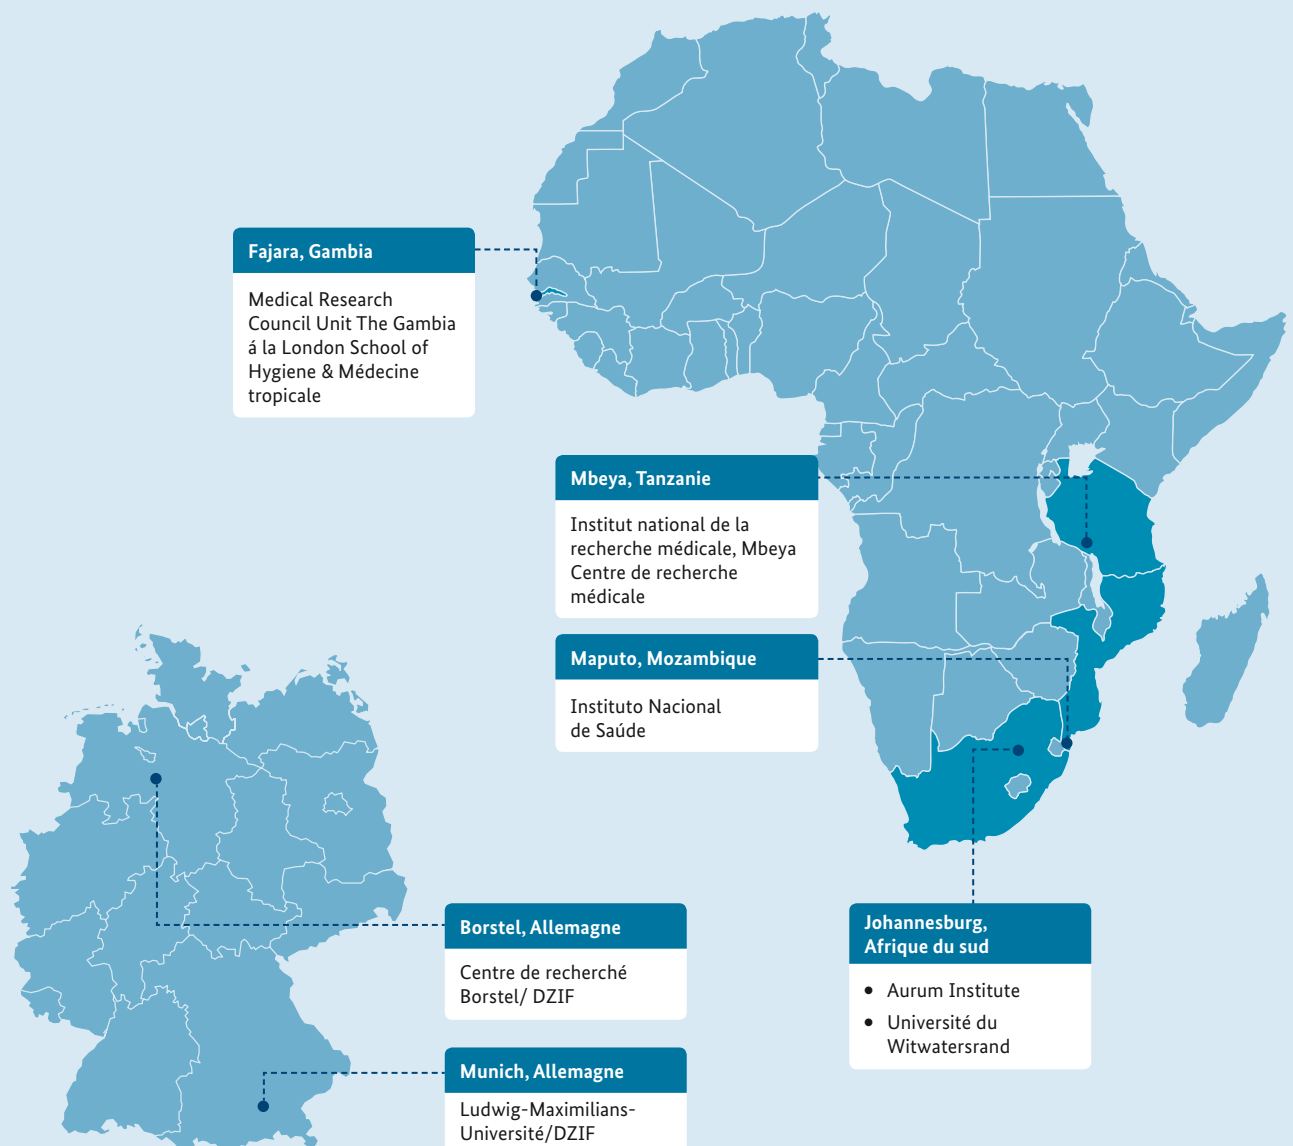 Fajara, Gambia
Medical Research
Council Unit The Gambia
á la London School of
Hygiene & Médecine
tropicale
Mbeya, Tanzanie
Institut national de la
recherche médicale, Mbeya
Centre de recherche
médicale
Maputo, Mozambique
Instituto Nacional
de Saúde
Borstel, Allemagne
Centre de recherché
Borstel/ DZIF
Johannesburg,
Afrique du sud
• Aurum Institute
• Université du
Witwatersrand
Munich, Allemagne
Ludwig-Maximilians-
Université/DZIF